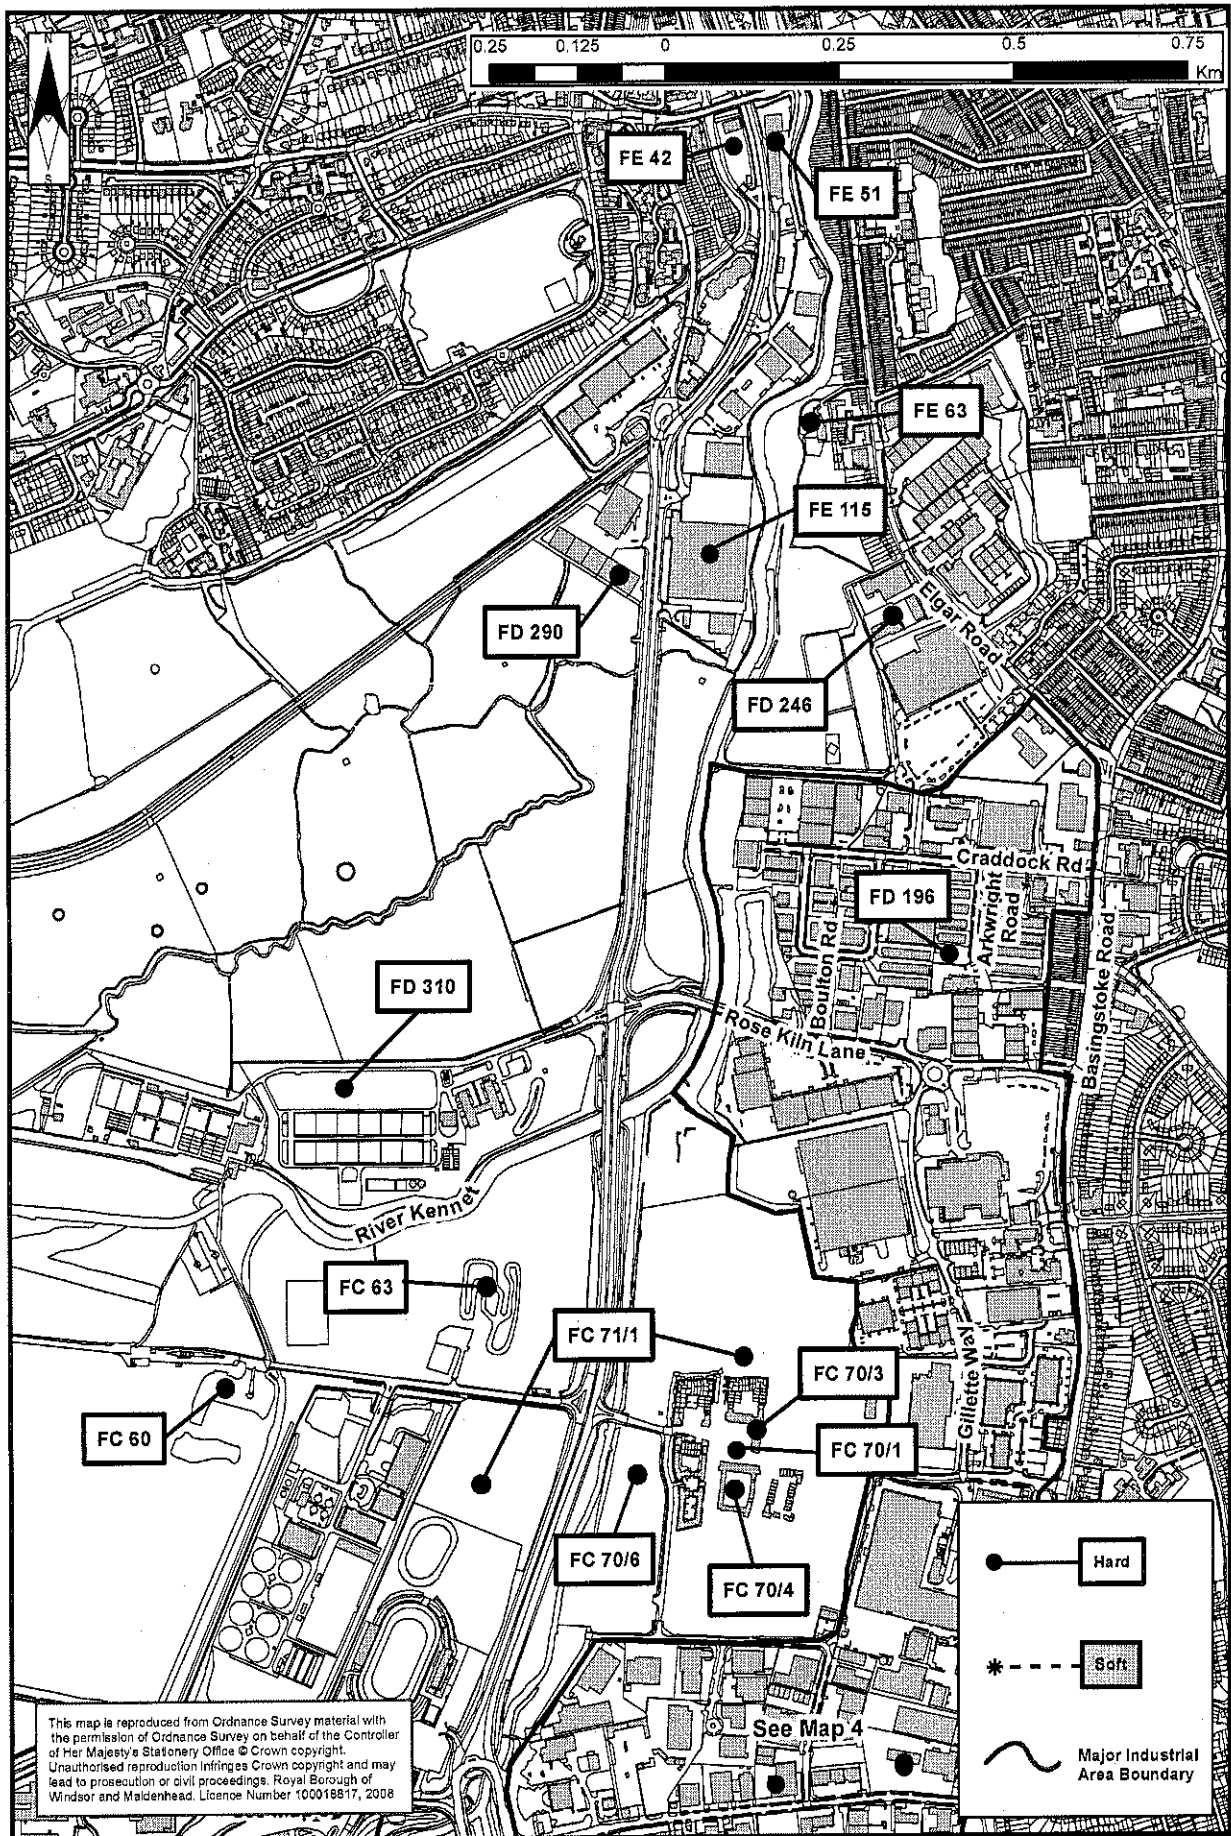 N
S
0.25 0.125 0 0.25 0.5 0.75
Km
FE 42
FE 51
FE 63
FE 115
FD 290
Elgar Road
FD 246
Craddock Rd
FD 196
Arkwright
Road
Boulton Rd
Basingstoke Road
FD 310
Rose Kiln Lane
River Kennet
FC 63
FC 71/1
FC 70/3
Gillette Way
FC 60
FC 70/1
FC 70/6
FC 70/4
Hard
Soft
See Map 4
Major Industrial
Area Boundary
This map is reproduced from Ordnance Survey material with
the permission of Ordnance Survey on behalf of the Controller
of Her Majesty's Stationery Office © Crown copyright.
Unauthorised reproduction infringes Crown copyright and may
lead to prosecution or civil proceedings. Royal Borough of
Windsor and Maidenhead. Licence Number 100018817, 2008